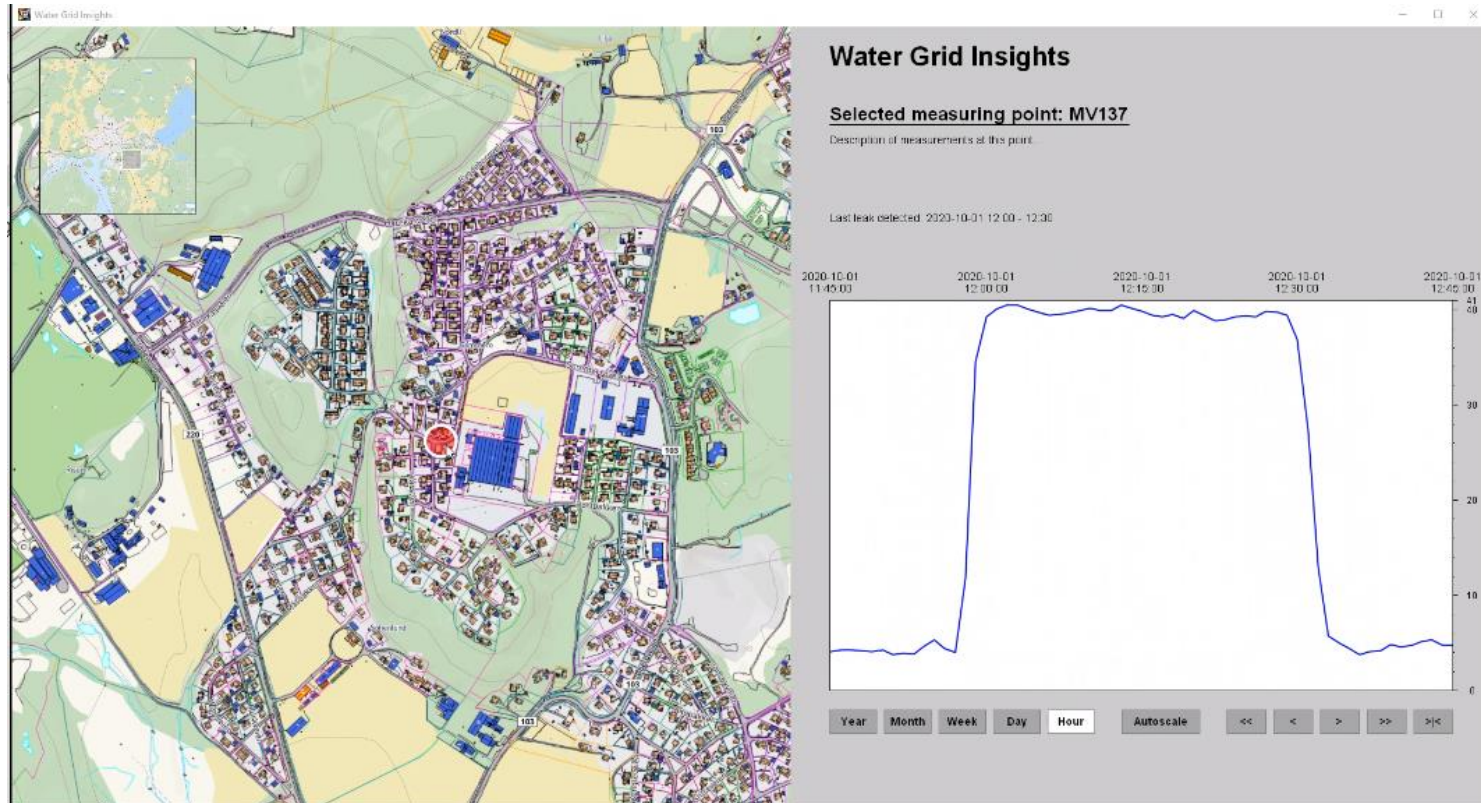 Water Grid Insights
Water Grid Insights
Selected measuring point: MV137
Description of measurements at this point
Last leak detected: 2020-10-01 12:00 - 12:30
2020-10-01 2020-10-01 2020-10-01 2020-10-01 2020-10-01
11:45:00 12:00:00 12:15:00 12:30:00 12:45:00
41
40
30
20
10
0
Year Month Week Day Hour Autoscale << < > >> >|<
103
220
103
103
103